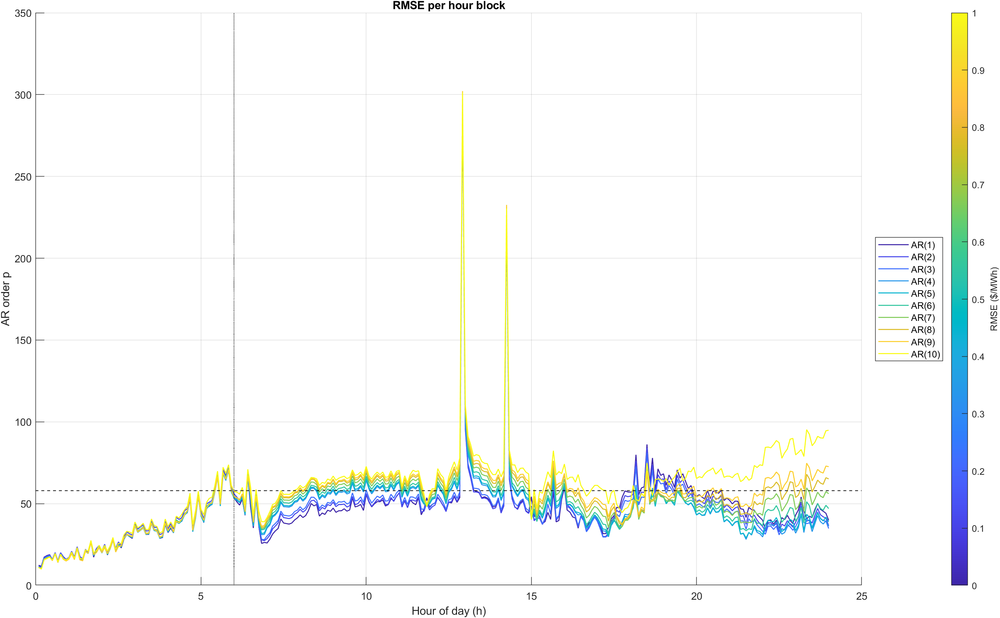 RMSE per hour block
350
300
250
200
150
100
50
0
AR order p
0
5
10
15
20
25
Hour of day (h)
AR(1)
AR(2)
AR(3)
AR(4)
AR(5)
AR(6)
AR(7)
AR(8)
AR(9)
AR(10)
1
0.9
0.8
0.7
0.6
0.5
0.4
0.3
0.2
0.1
0
RMSE ($/MWh)